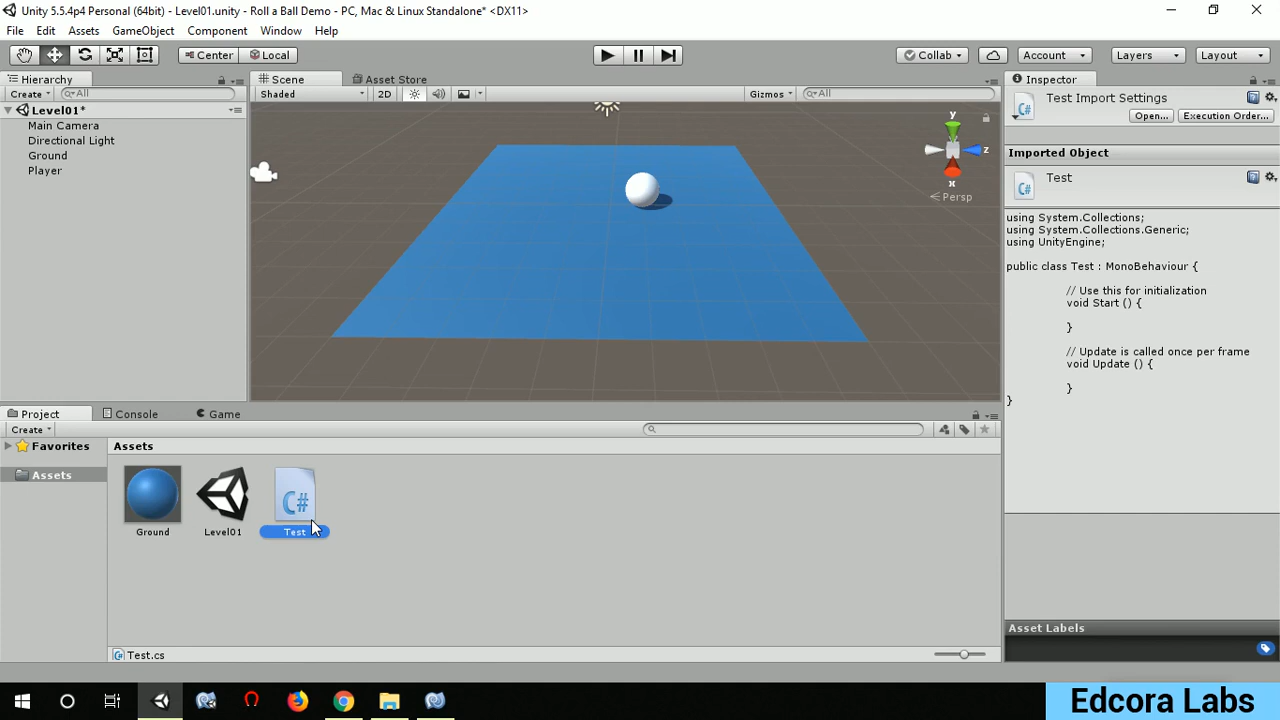 Unity 5.5.4p4 Personal (64bit) - Level01.unity - Roll a Ball Demo - PC, Mac & Linux Standalone* <DX11>
File Edit Assets GameObject Component Window Help
Center Local Collab Account Layers Layout
Hierarchy
Create All
Level01*
Main Camera
Directional Light
Ground
Player
Scene Asset Store
Shaded 2D Gizmos All
y
z
x
Persp
Inspector
Test Import Settings
Open... Execution Order...
Imported Object
Test
using System.Collections;
using System.Collections.Generic;
using UnityEngine;
public class Test : MonoBehaviour {
// Use this for initialization
void Start () {
}
// Update is called once per frame
void Update () {
}
}
Asset Labels
Project Console Game
Create
Favorites
Assets
Assets
C#
Ground Level01 Test
Test.cs
Edcora Labs